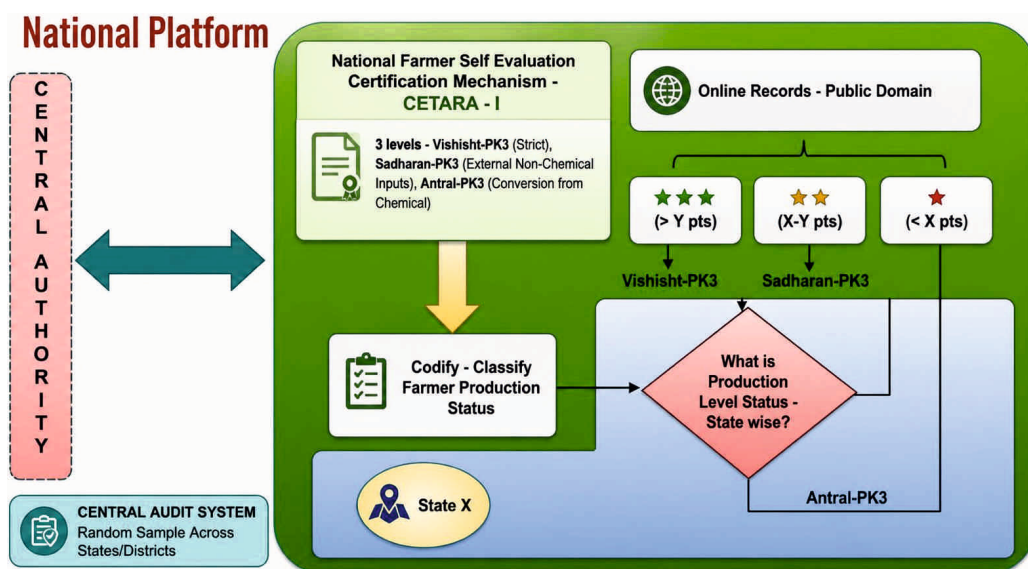 National Platform
CENTRAL AUTHORITY
National Farmer Self Evaluation
Certification Mechanism -
CETARA - I
3 levels - Vishisht-PK3 (Strict),
Sadharan-PK3 (External Non-Chemical
Inputs), Antral-PK3 (Conversion from
Chemical)
Online Records - Public Domain
(> Y pts)
(X-Y pts)
(< X pts)
Vishisht-PK3
Sadharan-PK3
Codify - Classify
Farmer Production
Status
What is
Production
Level Status -
State wise?
Antral-PK3
State X
CENTRAL AUDIT SYSTEM
Random Sample Across
States/Districts